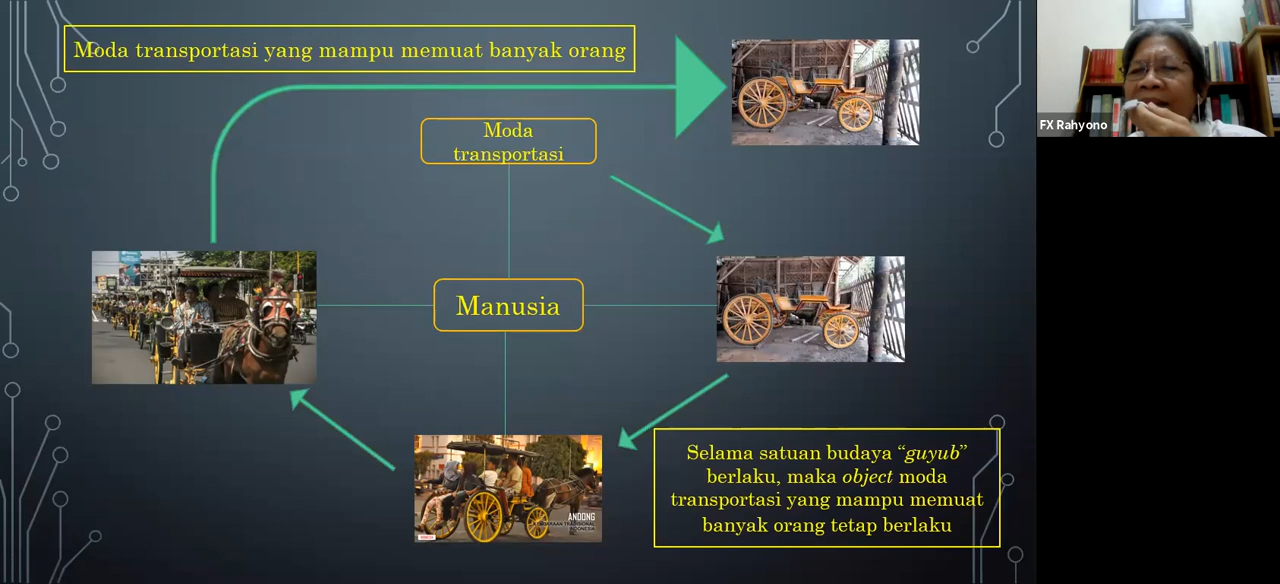 Moda transportasi yang mampu memuat banyak orang
Moda
transportasi
Manusia
ANDONG
Selama satuan budaya “guyub”
berlaku, maka object moda
transportasi yang mampu memuat
banyak orang tetap berlaku
FX Rahyono